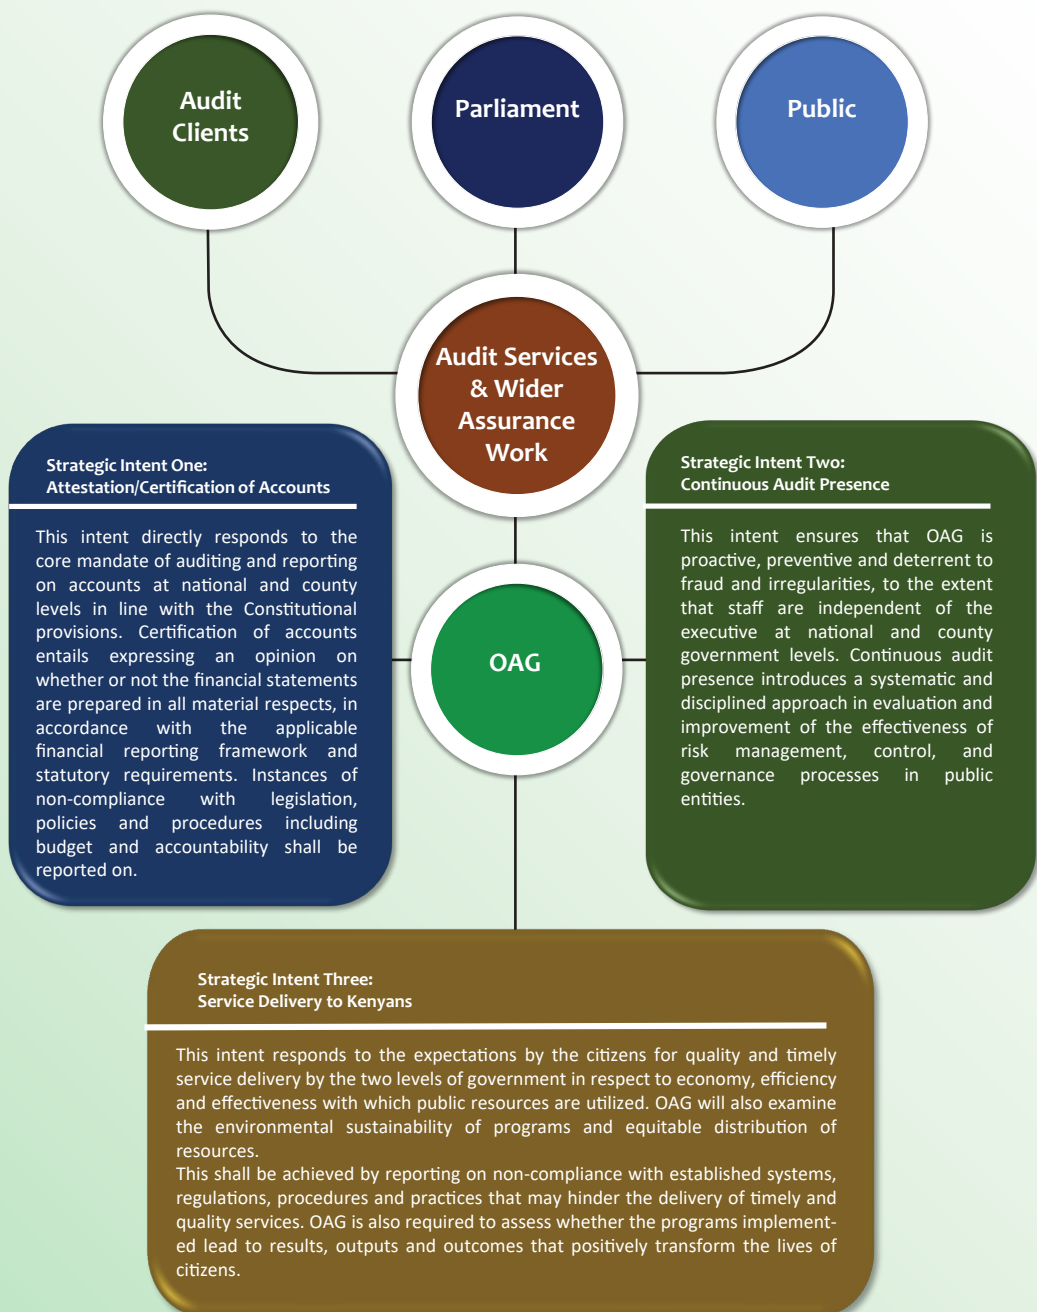 Audit
Clients
Parliament
Public
Audit Services
& Wider
Assurance
Work
Strategic Intent One:
Attestation/Certification of Accounts
This intent directly responds to the
core mandate of auditing and reporting
on accounts at national and county
levels in line with the Constitutional
provisions. Certification of accounts
entails expressing an opinion on
whether or not the financial statements
are prepared in all material respects, in
accordance with the applicable
financial reporting framework and
statutory requirements. Instances of
non-compliance with legislation,
policies and procedures including
budget and accountability shall be
reported on.
Strategic Intent Two:
Continuous Audit Presence
This intent ensures that OAG is
proactive, preventive and deterrent to
fraud and irregularities, to the extent
that staff are independent of the
executive at national and county
government levels. Continuous audit
presence introduces a systematic and
disciplined approach in evaluation and
improvement of the effectiveness of
risk management, control, and
governance processes in public
entities.
OAG
Strategic Intent Three:
Service Delivery to Kenyans
This intent responds to the expectations by the citizens for quality and timely
service delivery by the two levels of government in respect to economy, efficiency
and effectiveness with which public resources are utilized. OAG will also examine
the environmental sustainability of programs and equitable distribution of
resources.
This shall be achieved by reporting on non-compliance with established systems,
regulations, procedures and practices that may hinder the delivery of timely and
quality services. OAG is also required to assess whether the programs implement-
ed lead to results, outputs and outcomes that positively transform the lives of
citizens.